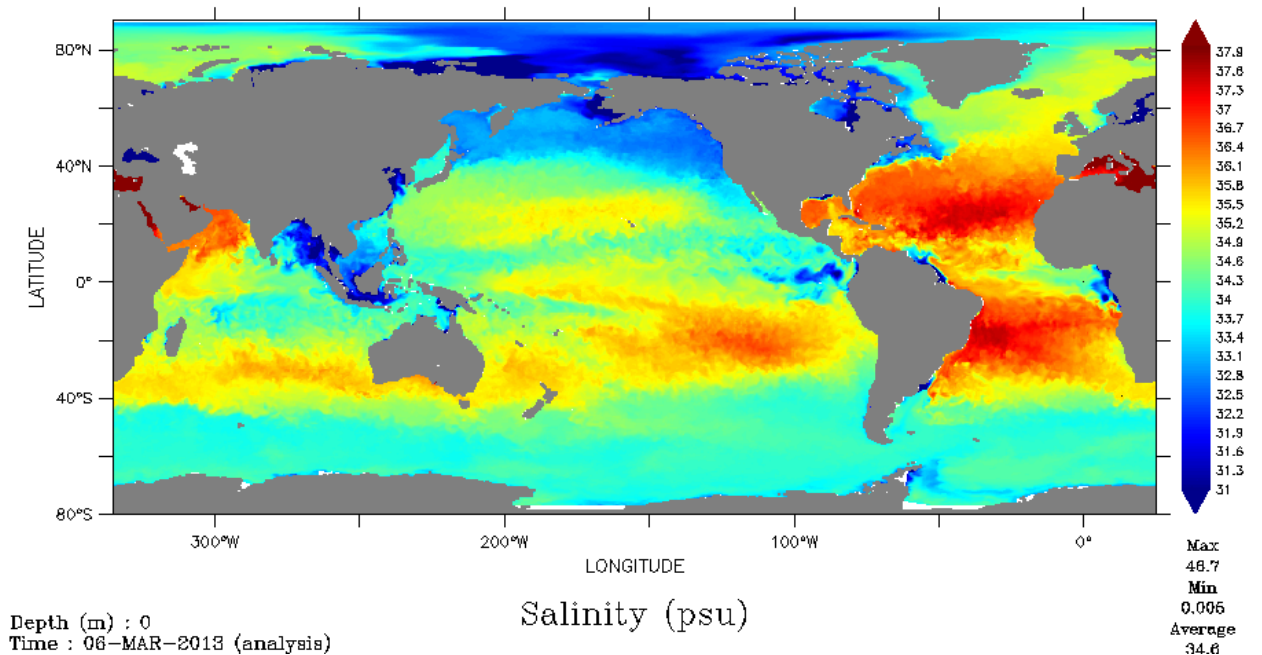 80°N
40°N
0°
40°S
80°S
LATITUDE
300°W
200°W
100°W
0°
LONGITUDE
37.9
37.6
37.3
37
36.7
36.4
36.1
35.8
35.5
35.2
34.9
34.6
34.3
34
33.7
33.4
33.1
32.8
32.5
32.2
31.9
31.6
31.3
31
Max
46.7
Min
0.006
Average
34.6
Salinity (psu)
Depth (m) : 0
Time : 06-MAR-2013 (analysis)